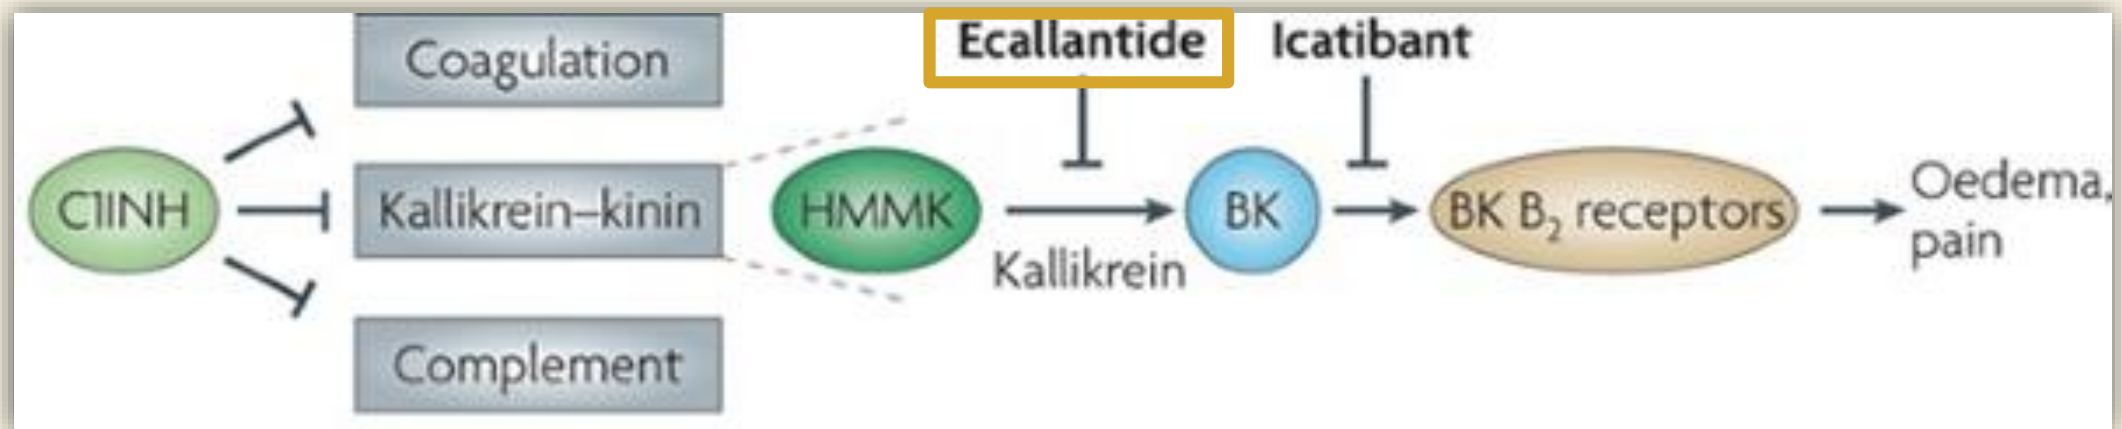 Coagulation
Ecallantide
Icatibant
C1INH
Kallikrein–kinin
HMMK
Kallikrein
BK
BK B₂ receptors
Oedema,
pain
Complement